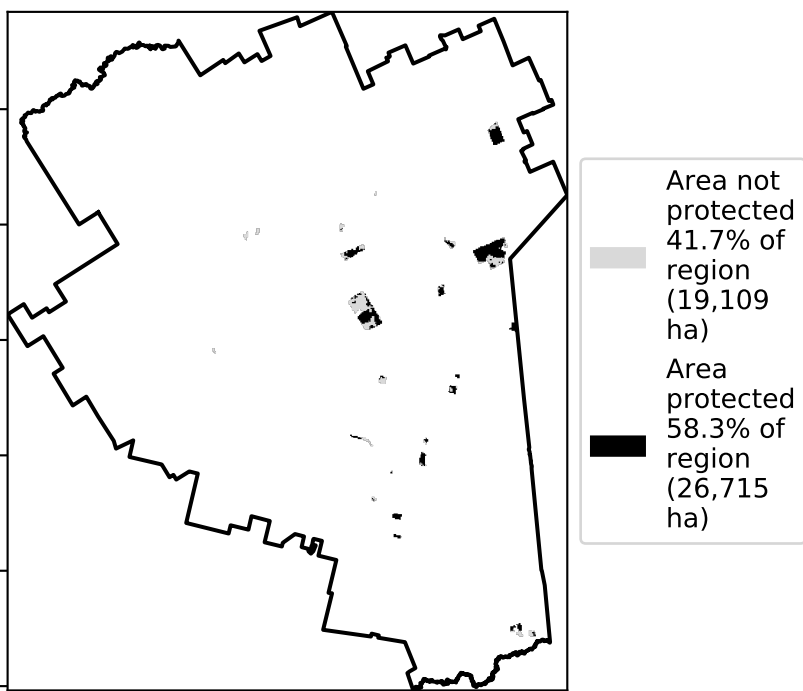 Area not
protected
41.7% of
region
(19,109
ha)
Area
protected
58.3% of
region
(26,715
ha)